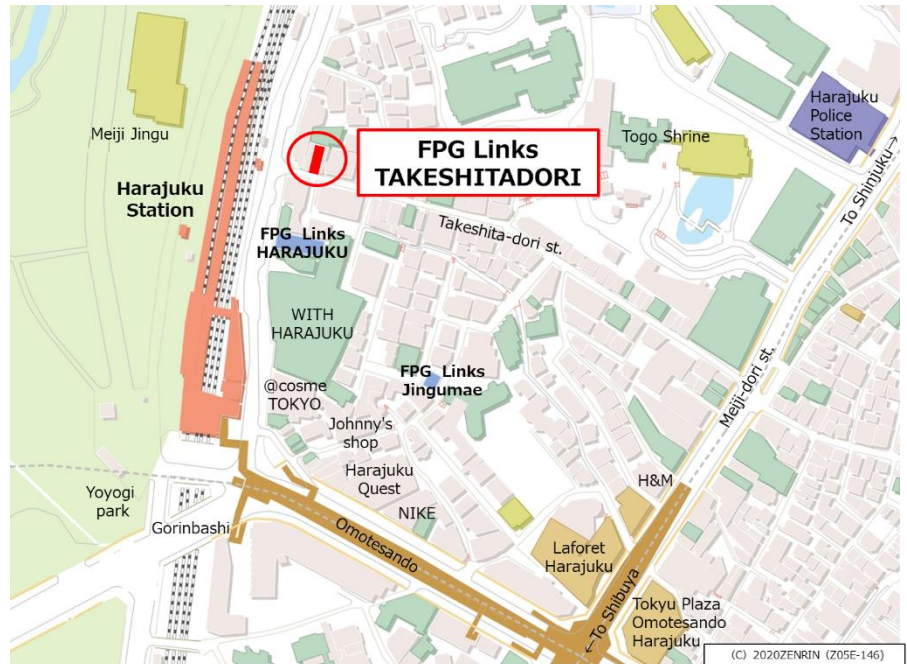 Meiji Jingu
Harajuku
Station
FPG Links
TAKESHITADORI
Togo Shrine
Harajuku
Police
Station
To Shinjuku→
FPG Links
HARAJUKU
Takeshita-dori st.
WITH
HARAJUKU
FPG Links
Jingumae
@cosme
TOKYO
Johnny's
shop
Harajuku
Quest
NIKE
Meiji-dori st.
H&M
Yoyogi
park
Gorinbashi
Omotesando
Laforet
Harajuku
←To Shibuya
Tokyu Plaza
Omotesando
Harajuku
(C) 2020ZENRIN (Z05E-146)